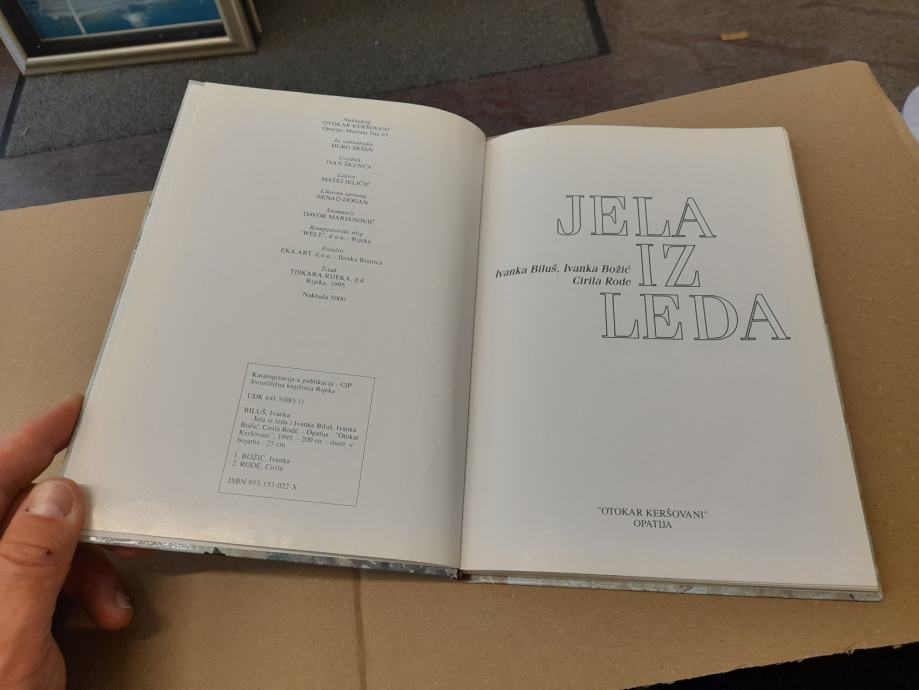 Nakladnik
"OTOKAR KERŠOVANI"
Opatija, Maršala Tita 65
Za nakladnika
ĐURO SRŠEN
Urednik
IVAN ŠKUNCA
Lektor
MATEJ JELIČIĆ
Likovna oprema
NENAD DOGAN
Snimatelj
DAVOR MARJANOVIĆ
Kompjutorski slog
"WELT", d.o.o. - Rijeka
Fotolit
EKA ART, d.o.o. - Ilirska Bistrica
Tisak
TISKARA RIJEKA, d.d.
Rijeka, 1995.
Naklada 5000
Katalogizacija u publikaciji - CIP
Sveučilišna knjižnica Rijeka
UDK 641.5(083.1)
BILUŠ, Ivanka
Jela iz leda / Ivanka Biluš, Ivanka
Božić, Cirila Rode. - Opatija : "Otokar
Keršovani", 1995. - 200 str. : ilustr. u
bojama ; 25 cm
1. BOŽIĆ, Ivanka
2. RODE, Cirila
ISBN 953-153-022-X
JELA
IZ
LEDA
Ivanka Biluš, Ivanka Božić
Cirila Rode
"OTOKAR KERŠOVANI"
OPATIJA